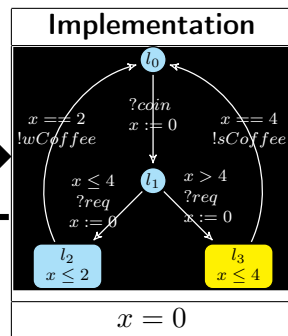 Implementation
l₀
?coin
x := 0
x == 2
!wCoffee
x == 4
!sCoffee
l₁
x ≤ 4
?req
x := 0
x > 4
?req
x := 0
l₂
x ≤ 2
l₃
x ≤ 4
x = 0